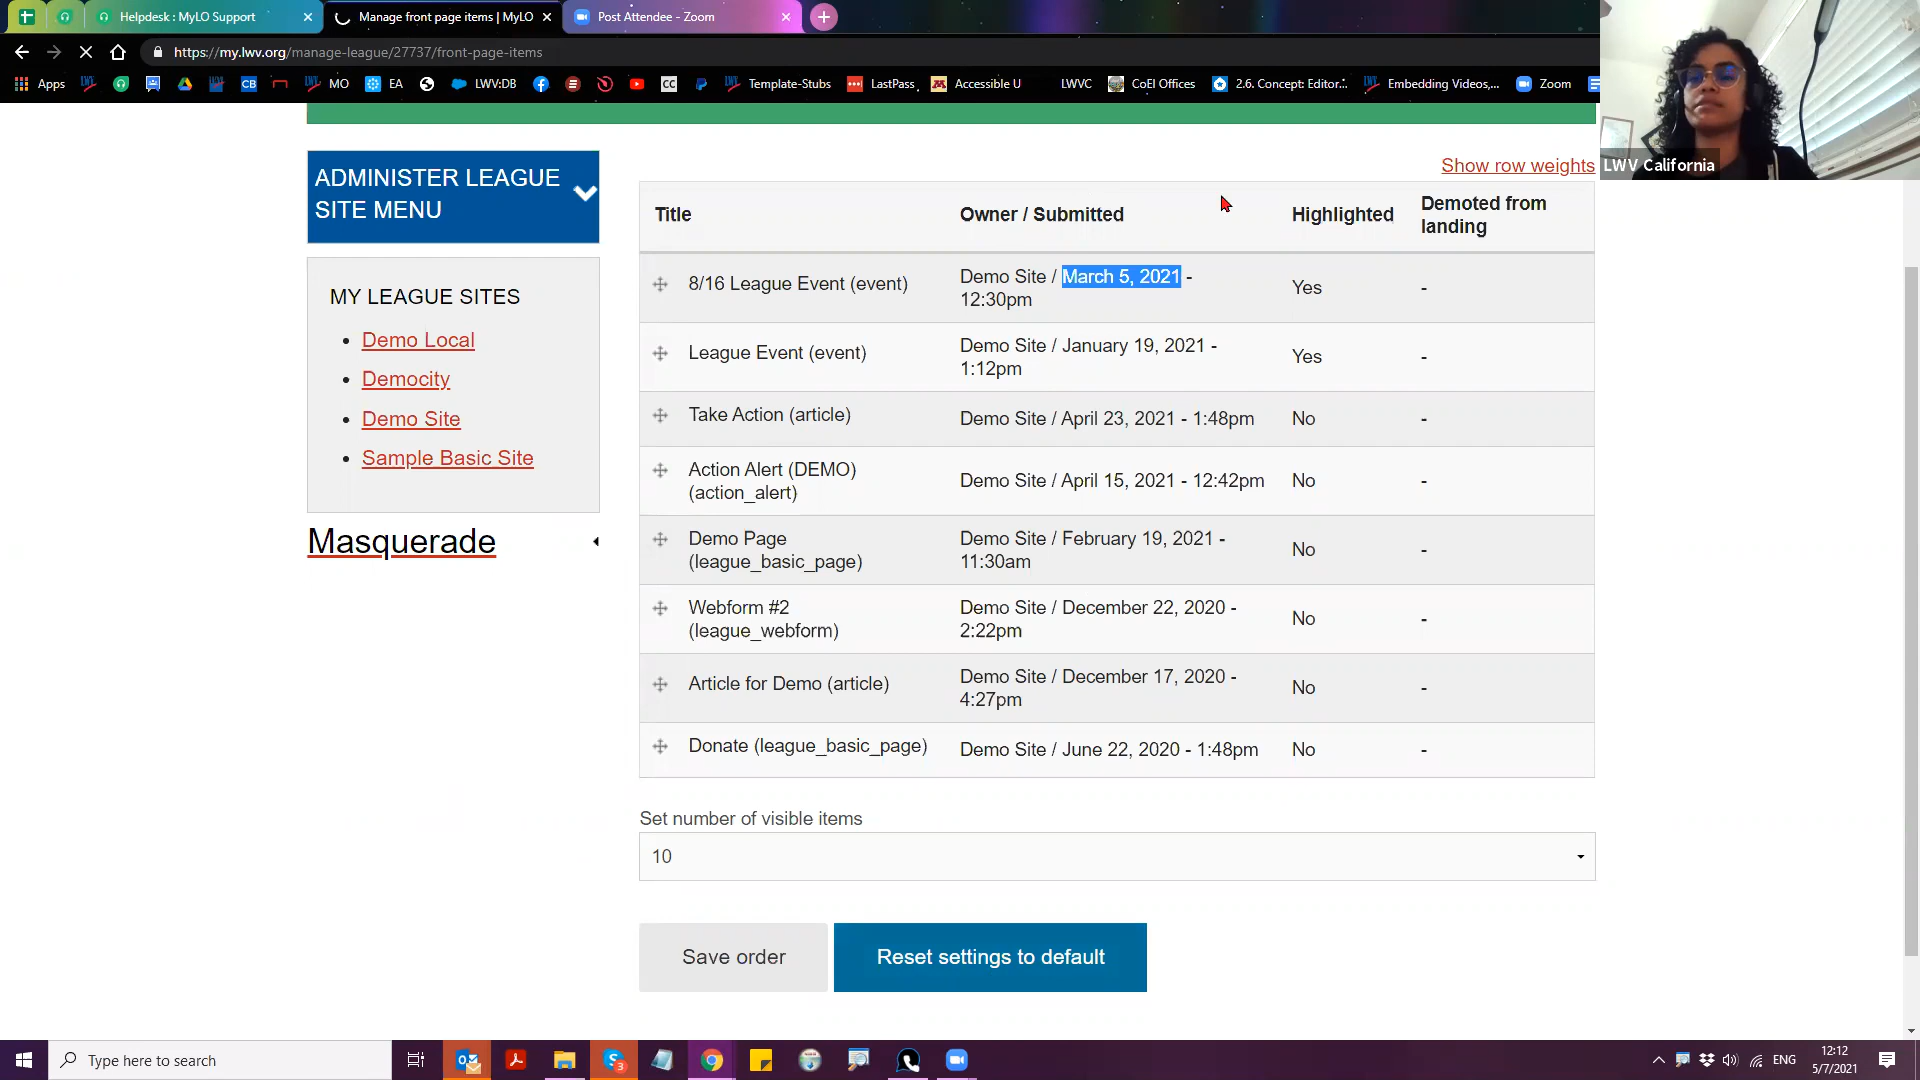 Helpdesk : MyLO Support
Manage front page items | MyLO
Post Attendee - Zoom
https://my.lwv.org/manage-league/27737/front-page-items
Apps
MO
EA
LWV:DB
CC
Template-Stubs
LastPass
Accessible U
LWVC
CoEI Offices
2.6. Concept: Editor...
Embedding Videos,...
Zoom
LWV California
ADMINISTER LEAGUE
SITE MENU
MY LEAGUE SITES
Demo Local
Democity
Demo Site
Sample Basic Site
Masquerade
Show row weights
Title Owner / Submitted Highlighted Demoted from
landing
8/16 League Event (event) Demo Site / March 5, 2021 -
12:30pm Yes -
League Event (event) Demo Site / January 19, 2021 -
1:12pm Yes -
Take Action (article) Demo Site / April 23, 2021 - 1:48pm No -
Action Alert (DEMO)
(action_alert) Demo Site / April 15, 2021 - 12:42pm No -
Demo Page
(league_basic_page) Demo Site / February 19, 2021 -
11:30am No -
Webform #2
(league_webform) Demo Site / December 22, 2020 -
2:22pm No -
Article for Demo (article) Demo Site / December 17, 2020 -
4:27pm No -
Donate (league_basic_page) Demo Site / June 22, 2020 - 1:48pm No -
Set number of visible items
10
Save order
Reset settings to default
Type here to search
ENG
12:12
5/7/2021